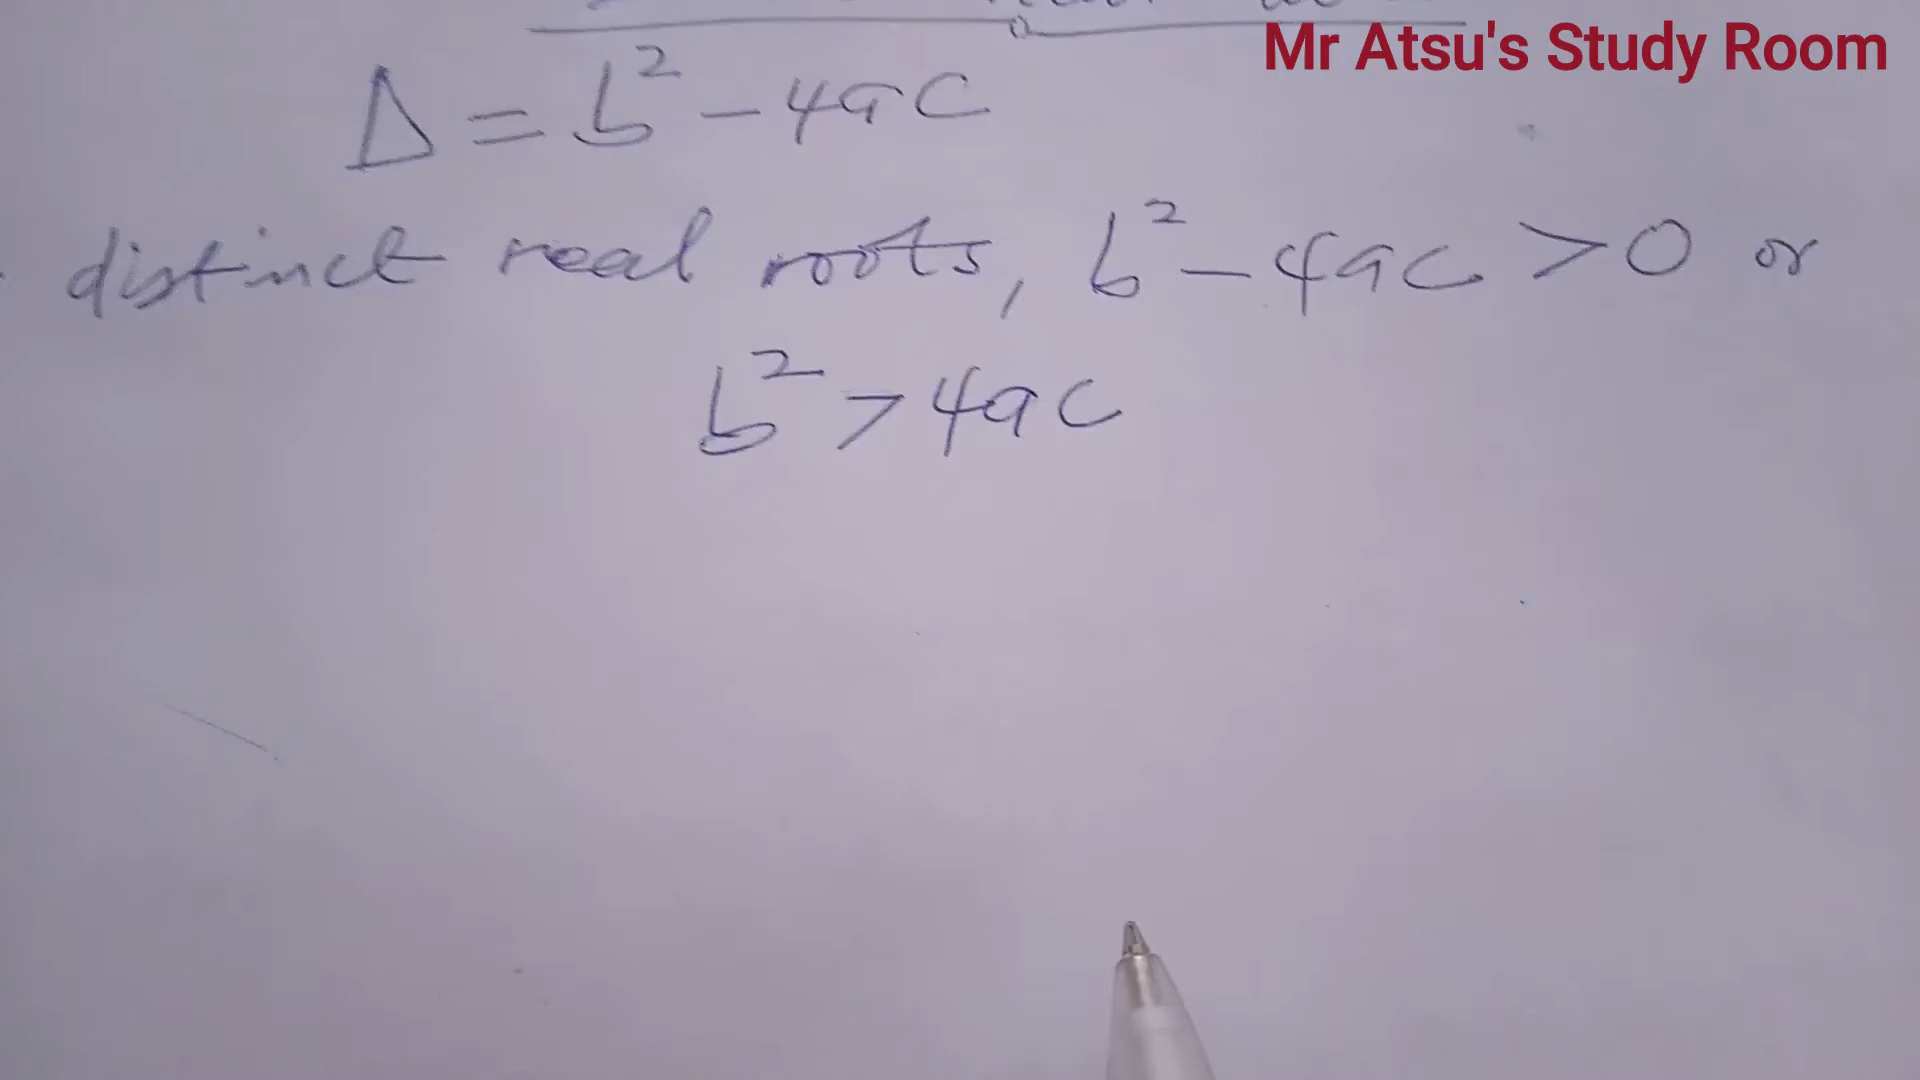 Mr Atsu's Study Room
Δ = b² - 4ac
distinct real roots, b² - 4ac > 0 or
b² > 4ac